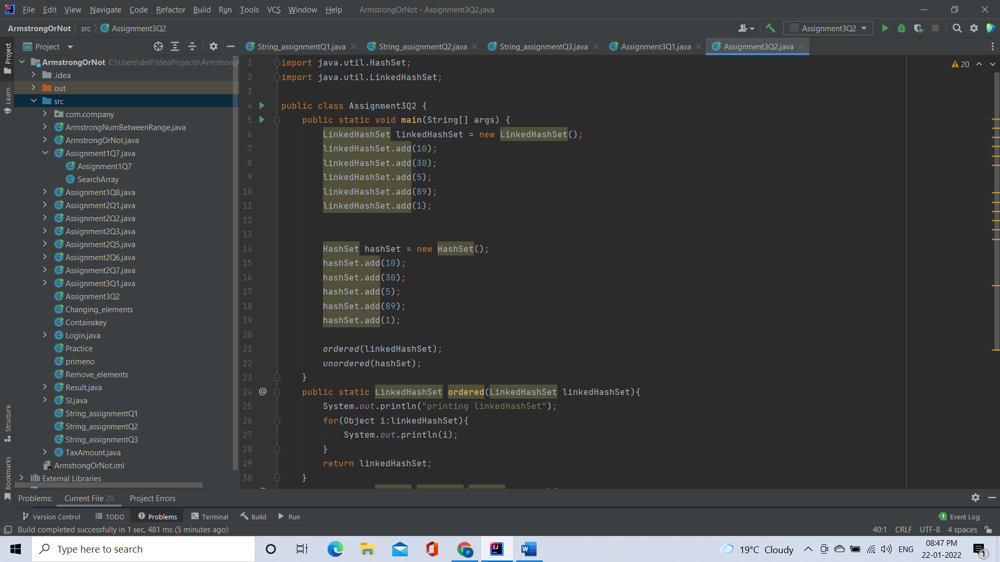 File Edit View Navigate Code Refactor Build Run Tools VCS Window Help ArmstrongOrNot - Assignment3Q2.java
ArmstrongOrNot src Assignment3Q2 Assignment3Q2
Project String_assignmentQ1.java String_assignmentQ2.java String_assignmentQ3.java Assignment3Q1.java Assignment3Q2.java
Project
Learn
Structure
Bookmarks
ArmstrongOrNot C:\Users\dell\IdeaProjects\Armstrong
.idea
out
src
com.company
ArmstrongNumBetweenRange.java
ArmstrongOrNot.java
Assignment1Q7.java
Assignment1Q7
SearchArray
Assignment1Q8.java
Assignment2Q1.java
Assignment2Q2.java
Assignment2Q3.java
Assignment2Q5.java
Assignment2Q6.java
Assignment2Q7.java
Assignment3Q1.java
Assignment3Q2
Changing_elements
Containskey
Login.java
Practice
primeno
Remove_elements
Result.java
SI.java
String_assignmentQ1
String_assignmentQ2
String_assignmentQ3
TaxAmount.java
ArmstrongOrNot.iml
External Libraries
20
1 import java.util.HashSet;
2 import java.util.LinkedHashSet;
3
4 public class Assignment3Q2 {
5 public static void main(String[] args) {
6 LinkedHashSet linkedHashSet = new LinkedHashSet();
7 linkedHashSet.add(10);
8 linkedHashSet.add(30);
9 linkedHashSet.add(5);
10 linkedHashSet.add(89);
11 linkedHashSet.add(1);
12
13
14 HashSet hashSet = new HashSet();
15 hashSet.add(10);
16 hashSet.add(30);
17 hashSet.add(5);
18 hashSet.add(89);
19 hashSet.add(1);
20
21 ordered(linkedHashSet);
22 unordered(hashSet);
23 }
24 @ public static LinkedHashSet ordered(LinkedHashSet linkedHashSet){
25 System.out.println("printing linkedHashSet");
26 for(Object i:linkedHashSet){
27 System.out.println(i);
28 }
29 return linkedHashSet;
30 }
Problems: Current File 20 Project Errors
Version Control TODO Problems Terminal Build Run 1 Event Log
Build completed successfully in 1 sec, 481 ms (5 minutes ago) 40:1 CRLF UTF-8 4 spaces
Type here to search 19°C Cloudy ENG 08:47 PM
22-01-2022 1